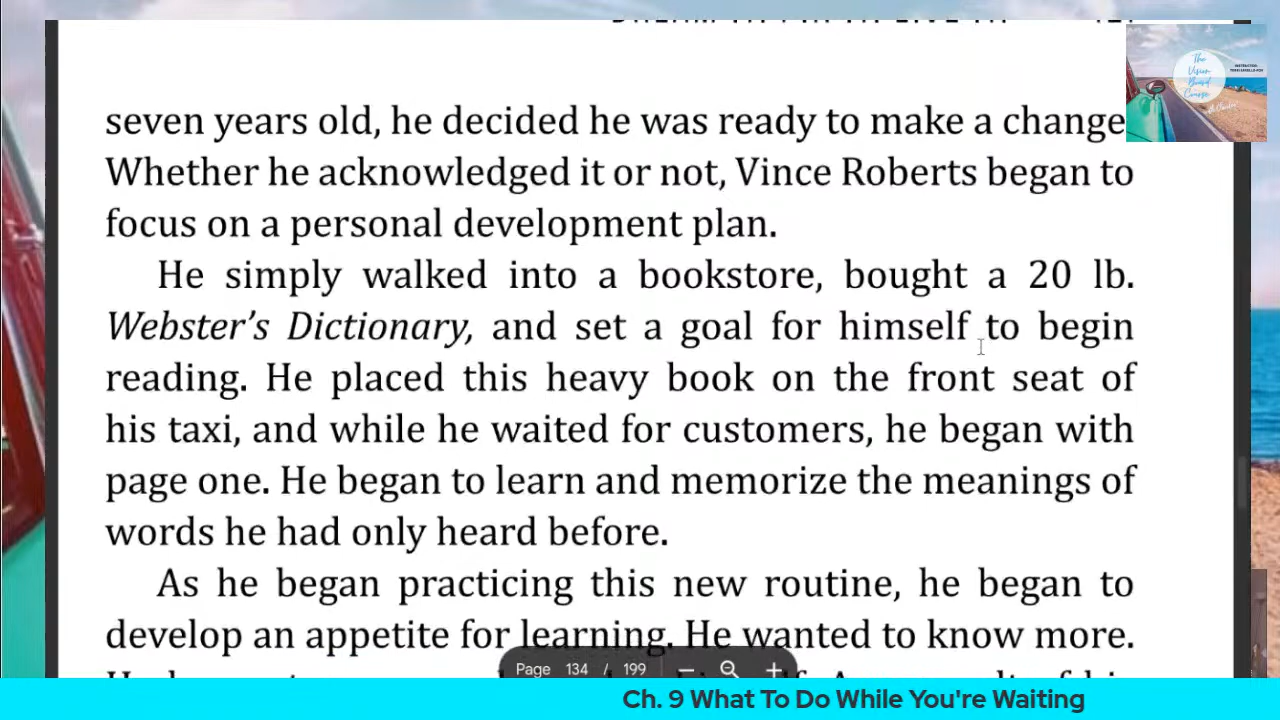 seven years old, he decided he was ready to make a change
Whether he acknowledged it or not, Vince Roberts began to
focus on a personal development plan.
He simply walked into a bookstore, bought a 20 lb.
Webster's Dictionary, and set a goal for himself to begin
reading. He placed this heavy book on the front seat of
his taxi, and while he waited for customers, he began with
page one. He began to learn and memorize the meanings of
words he had only heard before.
As he began practicing this new routine, he began to
develop an appetite for learning. He wanted to know more.
Page 134 / 199
The
Vision
Board
Course
Ch. 9 What To Do While You're Waiting